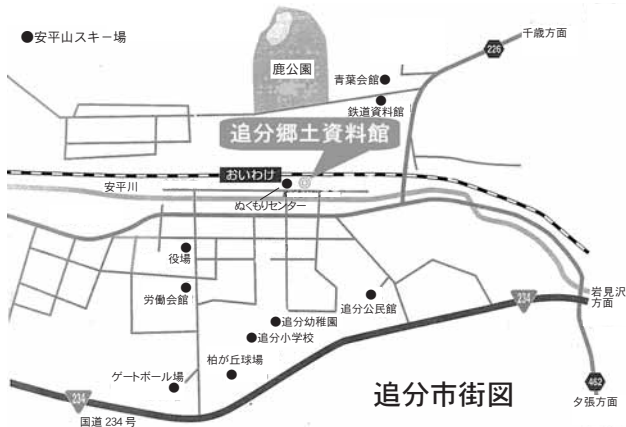 安平山スキー場
千歳方面
226
鹿公園
青葉会館
鉄道資料館
追分郷土資料館
おいわけ
安平川
ぬくもりセンター
役場
労働会館
追分公民館
岩見沢
方面
234
追分幼稚園
追分小学校
柏が丘球場
ゲートボール場
462
夕張方面
234
国道234号
追分市街図